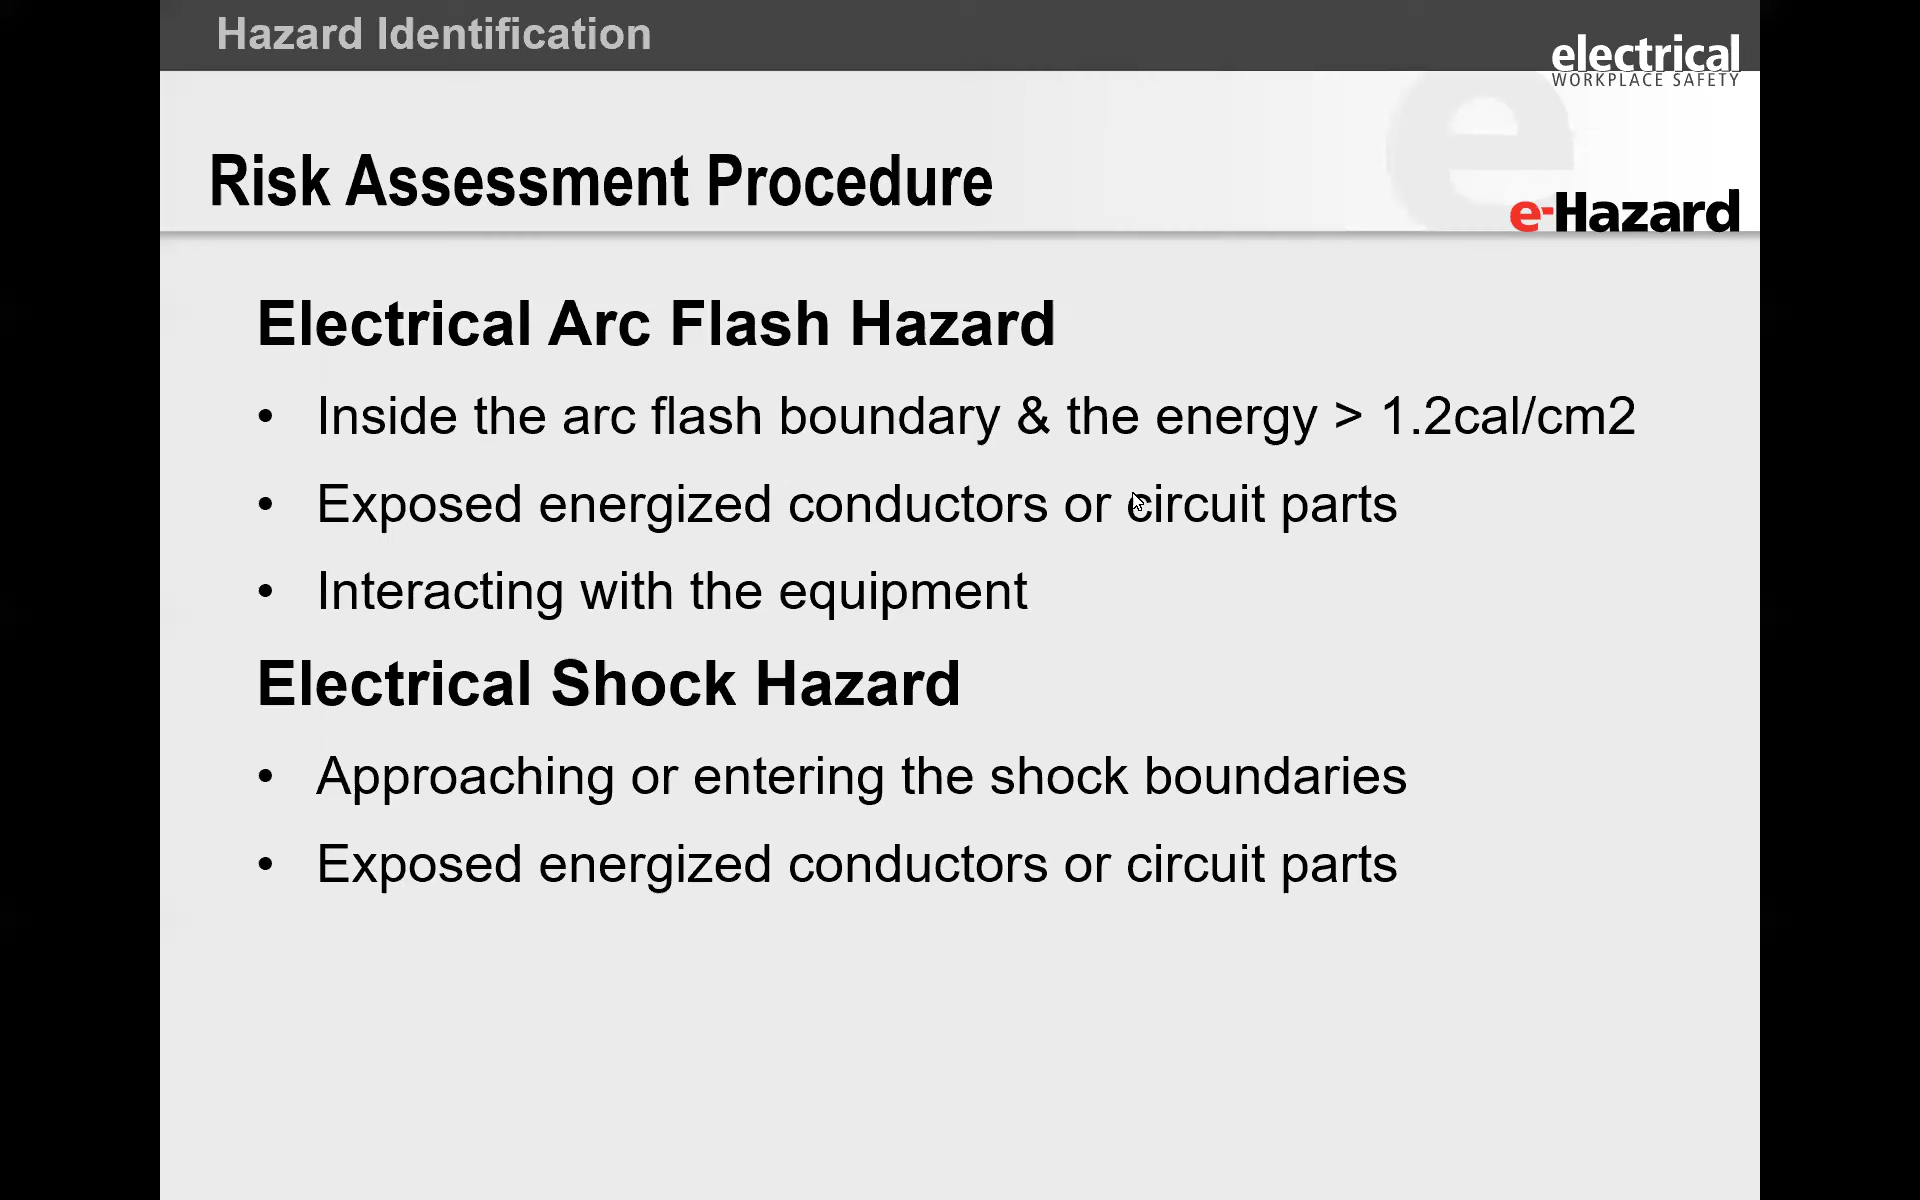 Hazard Identification
electrical
WORKPLACE SAFETY
Risk Assessment Procedure
e-Hazard
Electrical Arc Flash Hazard
• Inside the arc flash boundary & the energy > 1.2cal/cm2
• Exposed energized conductors or circuit parts
• Interacting with the equipment
Electrical Shock Hazard
• Approaching or entering the shock boundaries
• Exposed energized conductors or circuit parts